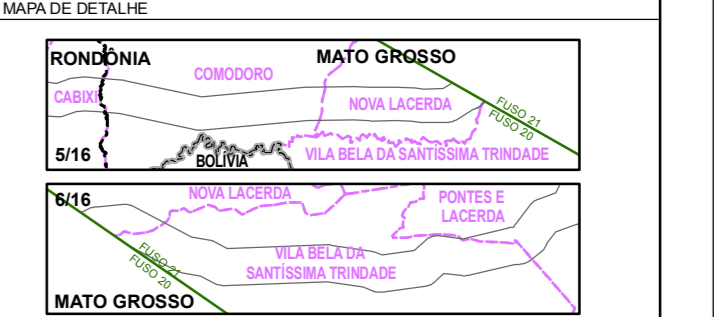 MAPA DE DETALHE
RONDÔNIA
MATO GROSSO
COMODORO
CABIXI
NOVA LACERDA
FUSO 21
FUSO 20
5/16
BOLÍVIA
VILA BELA DA SANTÍSSIMA TRINDADE
6/16
NOVA LACERDA
PONTES E
LACERDA
FUSO 21
FUSO 20
VILA BELA DA
SANTÍSSIMA TRINDADE
MATO GROSSO